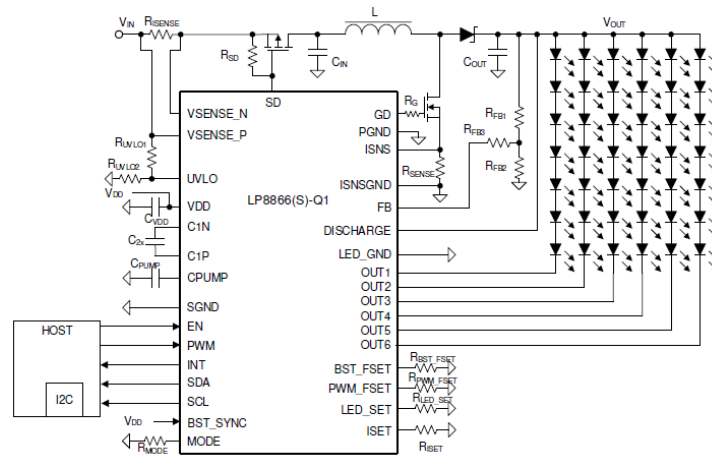 VIN RISENSE L VOUT
RSD CIN COUT
SD
VSENSE_N GD RG
VSENSE_P PGND RFB1
RUVLO1 ISNS RFB3
RUVLO2 RSENSE RFB2
UVLO ISNSGND
VDD LP8866(S)-Q1
VDD FB
CVDD
C1N DISCHARGE
C2x
C1P LED_GND
CPUMP CPUMP OUT1
OUT2
SGND OUT3
HOST EN OUT4
PWM OUT5
OUT6
INT BST_FSET RBST_FSET
SDA PWM_FSET RPWM_FSET
I2C SCL LED_SET RLED_SET
VDD BST_SYNC
RMODE MODE ISET RISET